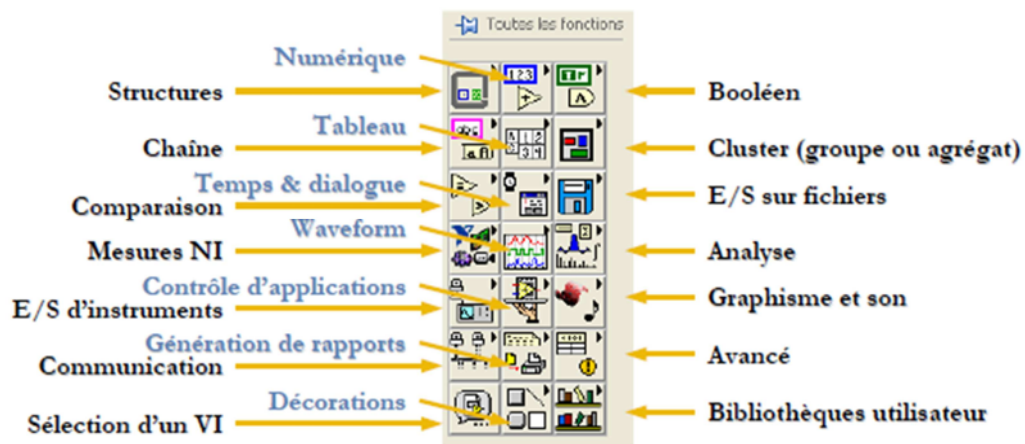 Toutes les fonctions
Numérique
Structures
Booléen
Tableau
Chaîne
Cluster (groupe ou agrégat)
Temps & dialogue
Comparaison
E/S sur fichiers
Waveform
Mesures NI
Analyse
Contrôle d'applications
E/S d'instruments
Graphisme et son
Génération de rapports
Communication
Avancé
Décorations
Sélection d'un VI
Bibliothèques utilisateur